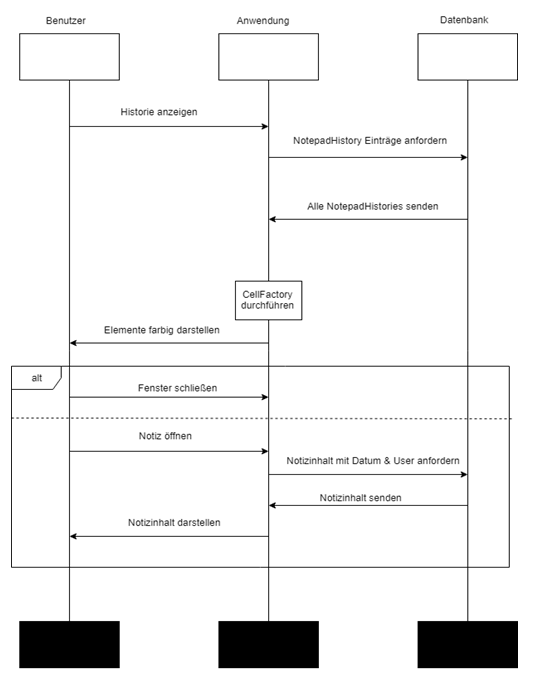 Benutzer
Anwendung
Datenbank
Historie anzeigen
NotepadHistory Einträge anfordern
Alle NotepadHistories senden
CellFactory
durchführen
Elemente farbig darstellen
alt
Fenster schließen
Notiz öffnen
Notizinhalt mit Datum & User anfordern
Notizinhalt senden
Notizinhalt darstellen